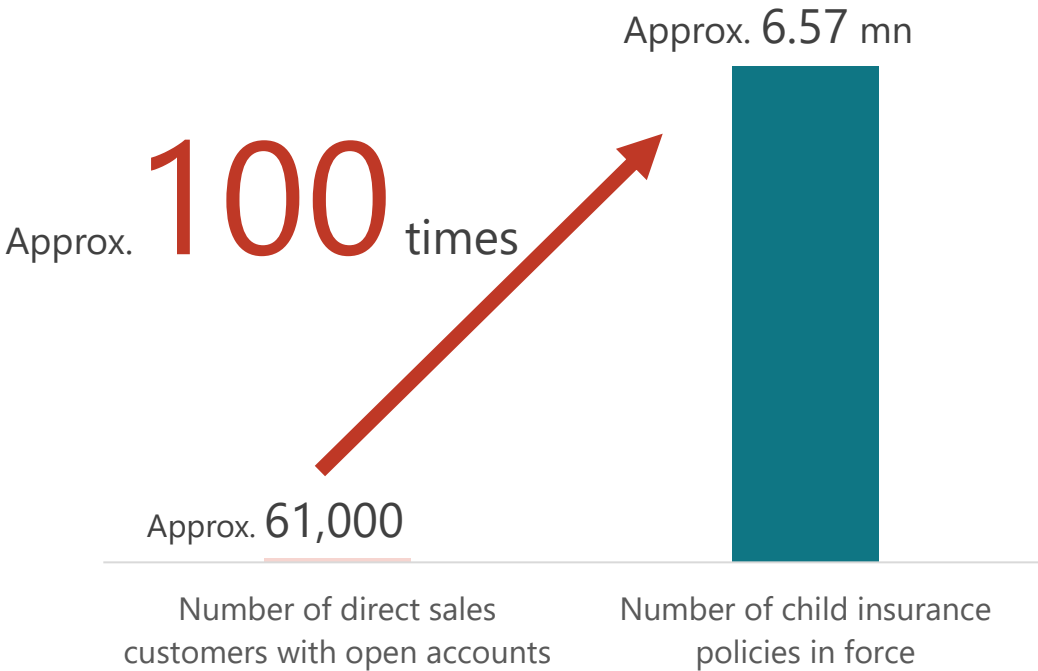 Approx. 6.57 mn
Approx. 100 times
Approx. 61,000
Number of direct sales
customers with open accounts
Number of child insurance
policies in force